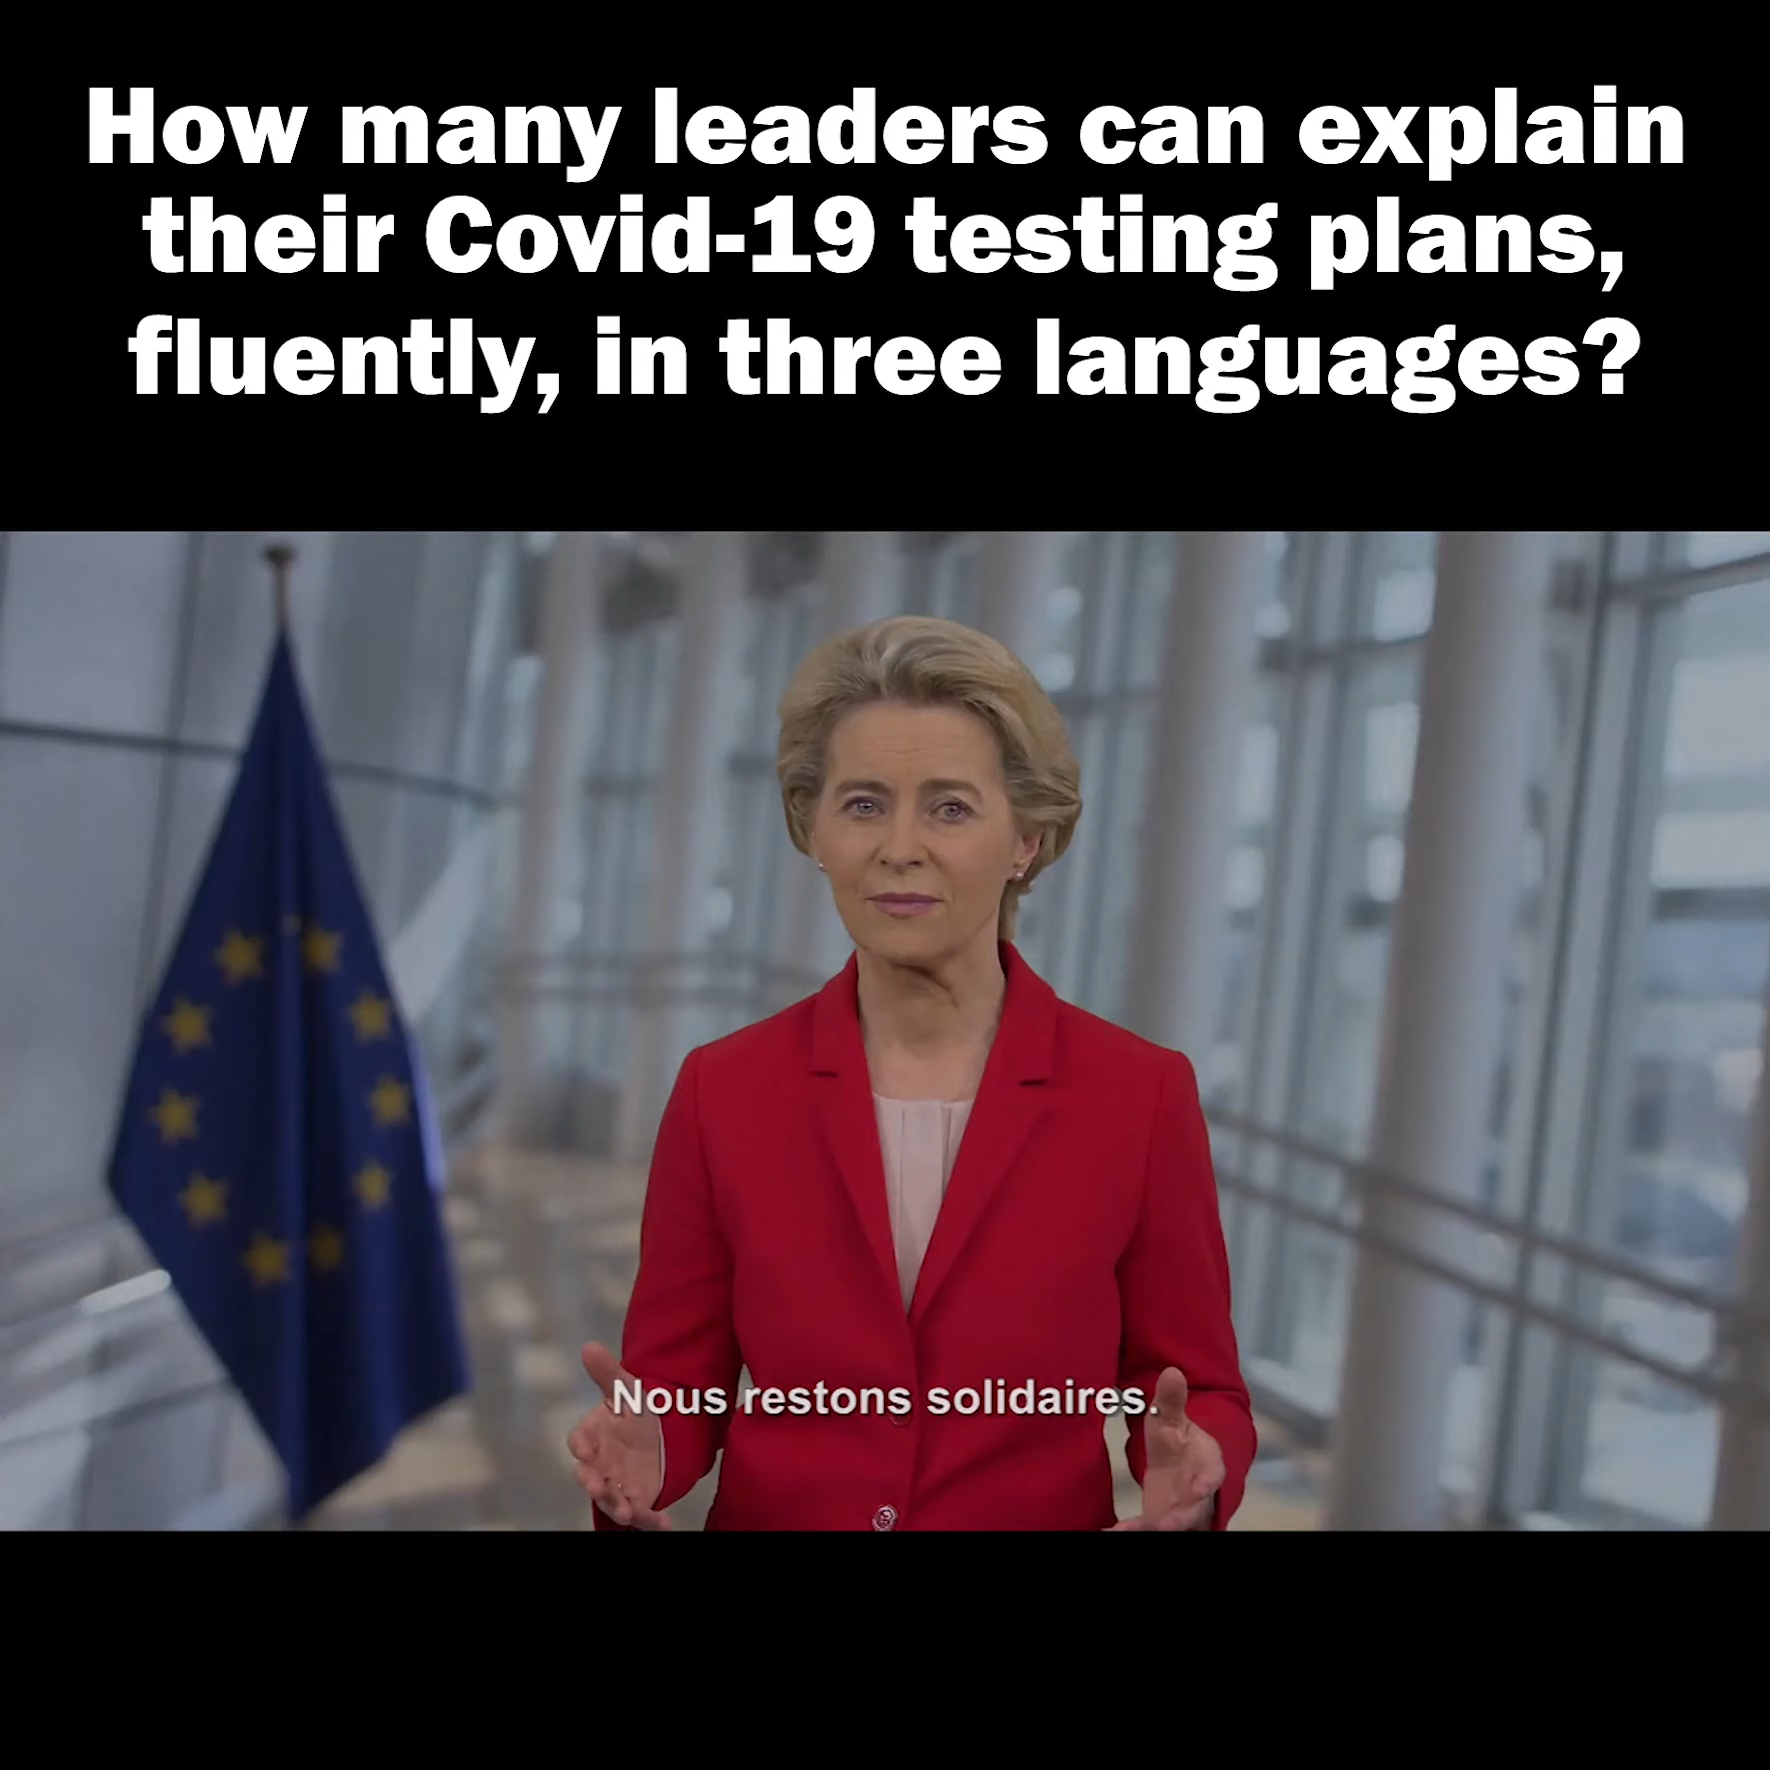 How many leaders can explain
their Covid-19 testing plans,
fluently, in three languages?
Nous restons solidaires.